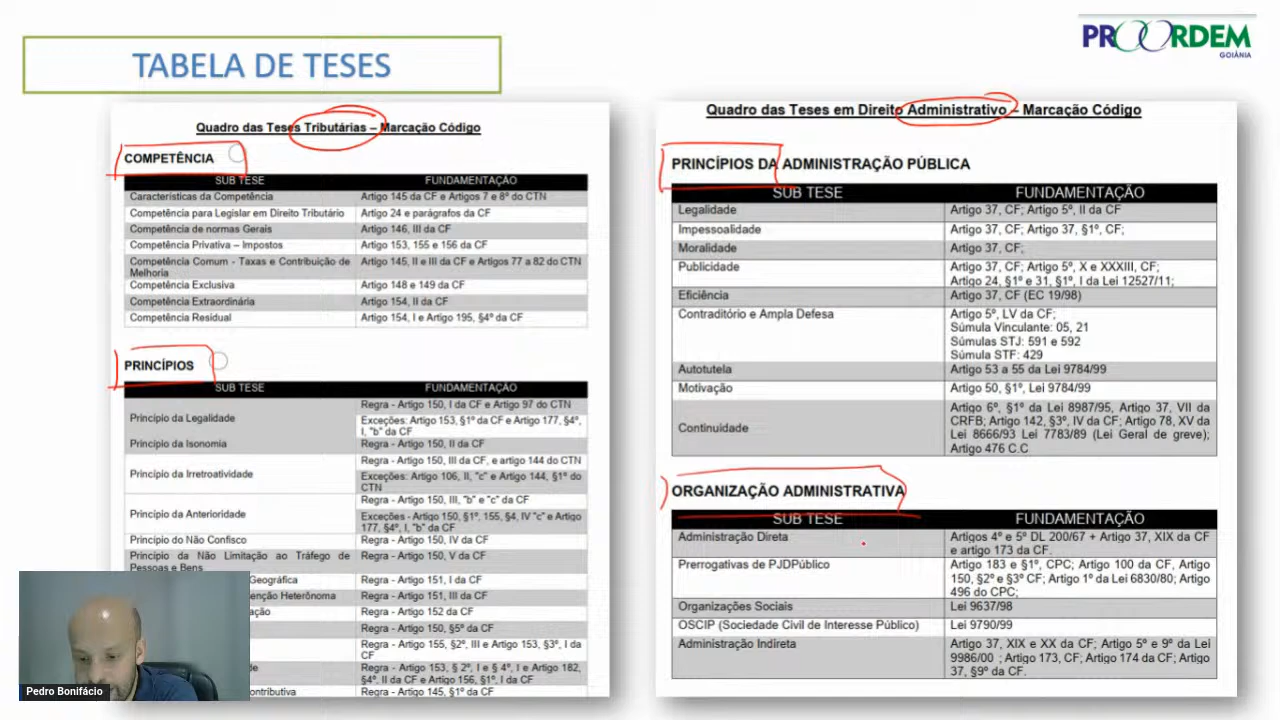 PROORDEM
GOIÂNIA
TABELA DE TESES
Quadro das Teses Tributárias – Marcação Código
COMPETÊNCIA
SUB TESE FUNDAMENTAÇÃO
Características da Competência Artigo 145 da CF e Artigos 7 e 8º do CTN
Competência para Legislar em Direito Tributário Artigo 24 e parágrafos da CF
Competência de normas Gerais Artigo 146, III da CF
Competência Privativa – Impostos Artigo 153, 155 e 156 da CF
Competência Comum - Taxas e Contribuição de
Melhoria
Artigo 145, II e III da CF e Artigos 77 a 82 do CTN
Competência Exclusiva Artigo 148 e 149 da CF
Competência Extraordinária Artigo 154, II da CF
Competência Residual Artigo 154, I e Artigo 195, §4º da CF
PRINCÍPIOS
SUB TESE FUNDAMENTAÇÃO
Princípio da Legalidade
Regra - Artigo 150, I da CF e Artigo 97 do CTN
Exceções: Artigo 153, §1º da CF e Artigo 177, §4º,
I, "b" da CF
Princípio da Isonomia Regra - Artigo 150, II da CF
Princípio da Irretroatividade
Regra - Artigo 150, III da CF, e artigo 144 do CTN
Exceções: Artigo 106, II, "c" e Artigo 144, §1º do
CTN
Princípio da Anterioridade
Regra - Artigo 150, III, "b" e "c" da CF
Exceções - Artigo 150, §1º, 155, §4, IV "c" e Artigo
177, §4º, I, "b" da CF
Princípio do Não Confisco Regra - Artigo 150, IV da CF
Princípio da Não Limitação ao Tráfego de
Pessoas e Bens
Regra - Artigo 150, V da CF
Geográfica Regra - Artigo 151, I da CF
enção Heterônoma Regra - Artigo 151, III da CF
ação Regra - Artigo 152 da CF
Regra - Artigo 150, §5º da CF
Regra - Artigo 155, §2º, III e Artigo 153, §3º, I da
CF
de
Regra - Artigo 153, § 2º, I e § 4º, I e Artigo 182,
§4º, II da CF e Artigo 156, §1º, I da CF
ontributiva Regra - Artigo 145, §1º da CF
Pedro Bonifácio
Quadro das Teses em Direito Administrativo – Marcação Código
PRINCÍPIOS DA ADMINISTRAÇÃO PÚBLICA
SUB TESE FUNDAMENTAÇÃO
Legalidade Artigo 37, CF; Artigo 5º, II da CF
Impessoalidade Artigo 37, CF; Artigo 37, §1º, CF;
Moralidade Artigo 37, CF;
Publicidade Artigo 37, CF; Artigo 5º, X e XXXIII, CF;
Artigo 24, §1º e 31, §1º, I da Lei 12527/11;
Eficiência Artigo 37, CF (EC 19/98)
Contraditório e Ampla Defesa Artigo 5º, LV da CF;
Súmula Vinculante: 05, 21
Súmulas STJ: 591 e 592
Súmula STF: 429
Autotutela Artigo 53 a 55 da Lei 9784/99
Motivação Artigo 50, §1º, Lei 9784/99
Continuidade
Artigo 6º, §1º da Lei 8987/95, Artigo 37, VII da
CRFB; Artigo 142, §3º, IV da CF; Artigo 78, XV da
Lei 8666/93 Lei 7783/89 (Lei Geral de greve);
Artigo 476 C.C
ORGANIZAÇÃO ADMINISTRATIVA
SUB TESE FUNDAMENTAÇÃO
Administração Direta Artigos 4º e 5º DL 200/67 + Artigo 37, XIX da CF
e artigo 173 da CF.
Prerrogativas de PJDPúblico Artigo 183 e §1º, CPC; Artigo 100 da CF, Artigo
150, §2º e §3º CF; Artigo 1º da Lei 6830/80; Artigo
496 do CPC;
Organizações Sociais Lei 9637/98
OSCIP (Sociedade Civil de Interesse Público) Lei 9790/99
Administração Indireta Artigo 37, XIX e XX da CF; Artigo 5º e 9º da Lei
9986/00 ; Artigo 173, CF; Artigo 174 da CF; Artigo
37, §9º da CF.